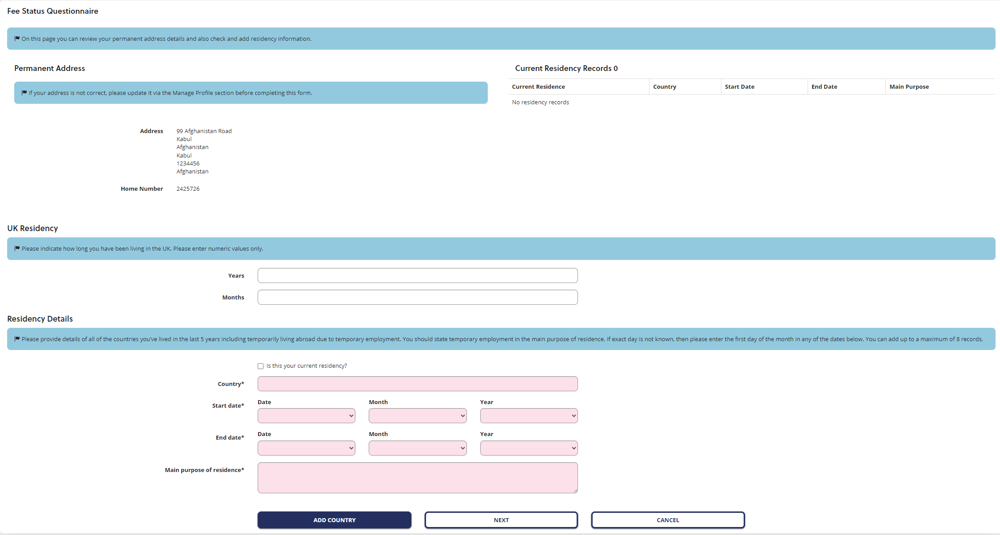 Fee Status Questionnaire
On this page you can review your permanent address details and also check and add residency information.
Permanent Address
If your address is not correct, please update it via the Manage Profile section before completing this form.
Address 99 Afghanistan Road
Kabul
Afghanistan
Kabul
1234456
Afghanistan
Home Number 2425726
Current Residency Records 0
Current Residence Country Start Date End Date Main Purpose
No residency records
UK Residency
Please indicate how long you have been living in the UK. Please enter numeric values only.
Years
Months
Residency Details
Please provide details of all of the countries you’ve lived in the last 5 years including temporarily living abroad due to temporary employment. You should state temporary employment in the main purpose of residence. If exact day is not known, then please enter the first day of the month in any of the dates below. You can add up to a maximum of 8 records.
Is this your current residency?
Country*
Start date* Date Month Year
End date* Date Month Year
Main purpose of residence*
ADD COUNTRY NEXT CANCEL